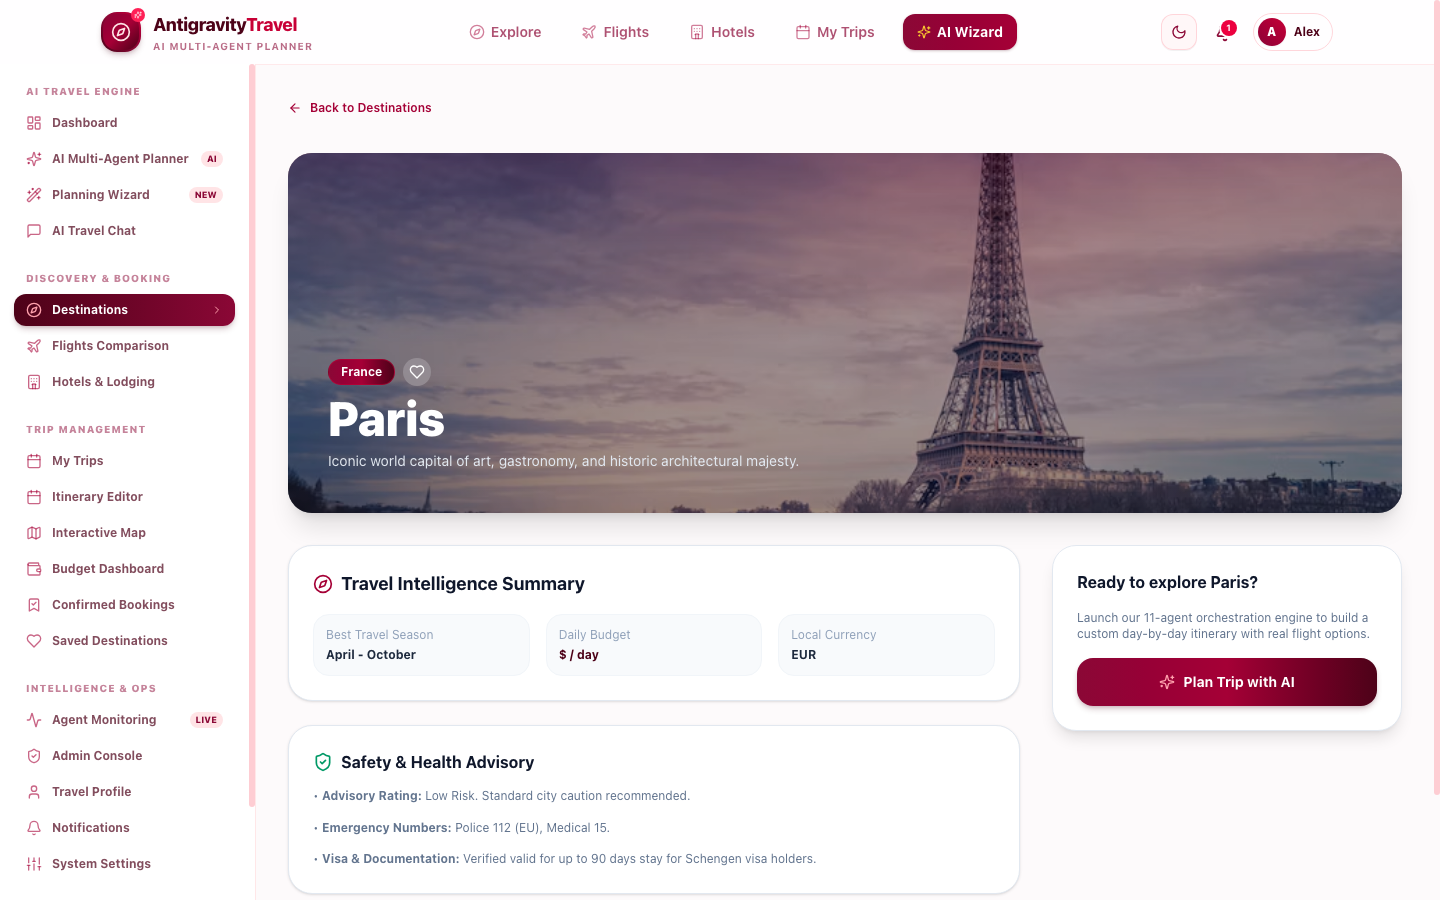 AntigravityTravel
AI MULTI-AGENT PLANNER
Explore
Flights
Hotels
My Trips
AI Wizard
1
A
Alex
AI TRAVEL ENGINE
Dashboard
AI Multi-Agent Planner AI
Planning Wizard NEW
AI Travel Chat
DISCOVERY & BOOKING
Destinations
Flights Comparison
Hotels & Lodging
TRIP MANAGEMENT
My Trips
Itinerary Editor
Interactive Map
Budget Dashboard
Confirmed Bookings
Saved Destinations
INTELLIGENCE & OPS
Agent Monitoring LIVE
Admin Console
Travel Profile
Notifications
System Settings
Back to Destinations
France
Paris
Iconic world capital of art, gastronomy, and historic architectural majesty.
Travel Intelligence Summary
Best Travel Season
April - October
Daily Budget
$ / day
Local Currency
EUR
Safety & Health Advisory
• Advisory Rating: Low Risk. Standard city caution recommended.
• Emergency Numbers: Police 112 (EU), Medical 15.
• Visa & Documentation: Verified valid for up to 90 days stay for Schengen visa holders.
Ready to explore Paris?
Launch our 11-agent orchestration engine to build a
custom day-by-day itinerary with real flight options.
Plan Trip with AI